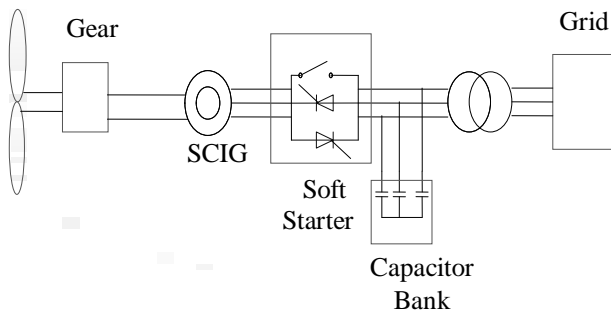 Gear
Grid
SCIG
Soft
Starter
Capacitor
Bank